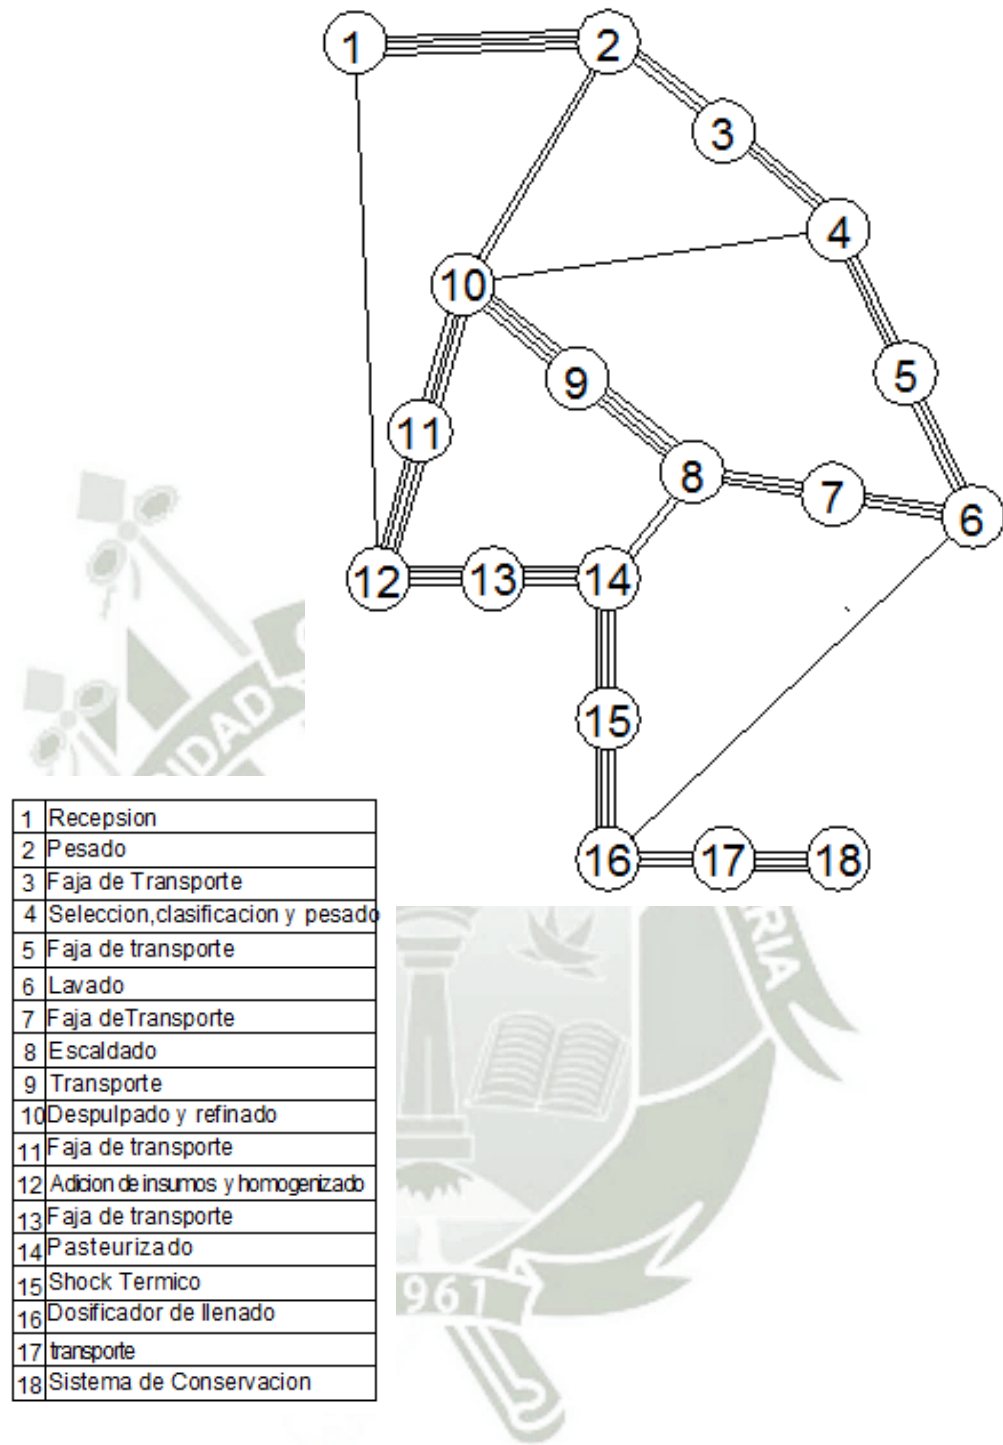 1
2
3
4
10
5
9
11
8
7
6
12 13 14
15
16 17 18
IDAD
1 Recepsion
2 Pesado
3 Faja de Transporte
4 Seleccion,clasificacion y pesado
5 Faja de transporte
6 Lavado
7 Faja deTransporte
8 Escaldado
9 Transporte
10 Despulpado y refinado
11 Faja de transporte
12 Adicion de insumos y homogenizado
13 Faja de transporte
14 Pasteurizado
15 Shock Termico
16 Dosificador de llenado
17 transporte
18 Sistema de Conservacion
RIA
961